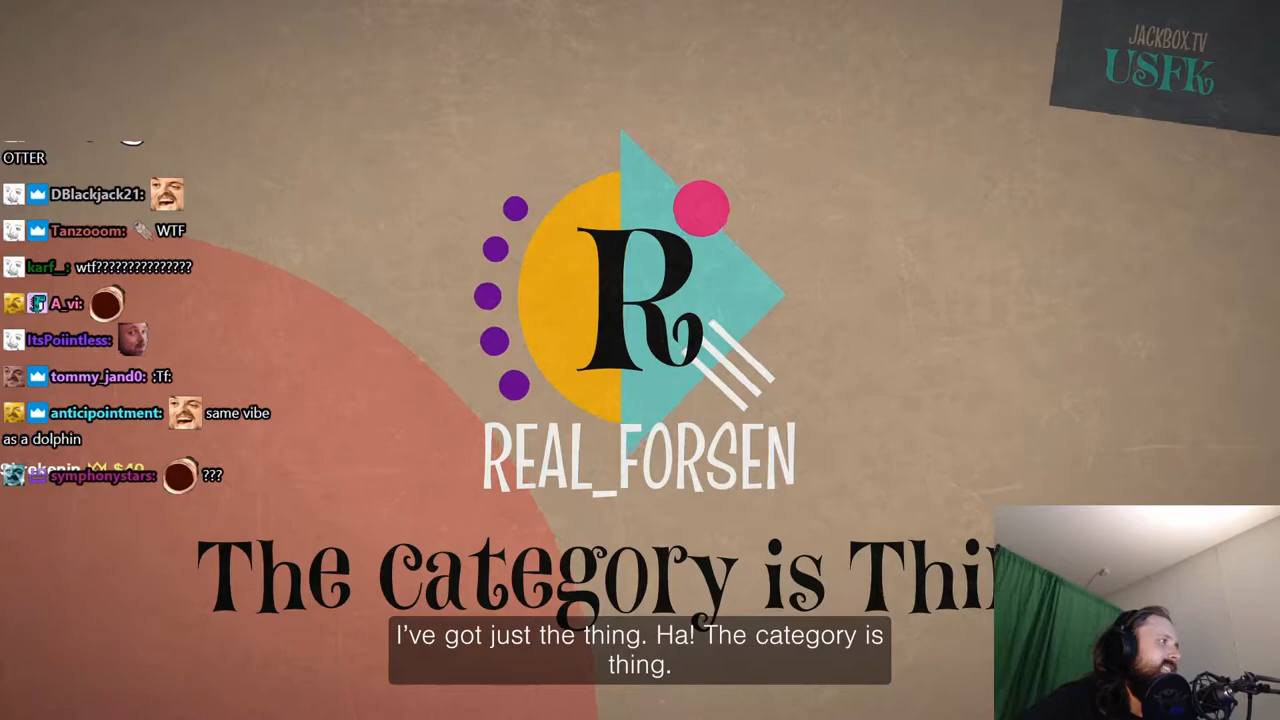 JACKBOX.TV
USFK
OTTER
DBlackjack21:
Tanzooom: WTF
karf_: wtf???????????????
A_vi:
ItsPoiintless:
tommy_jand0: :Tf:
anticipointment: same vibe
as a dolphin
symphonystars: ???
R
REAL_FORSEN
The Category is Thi
I've got just the thing. Ha! The category is
thing.